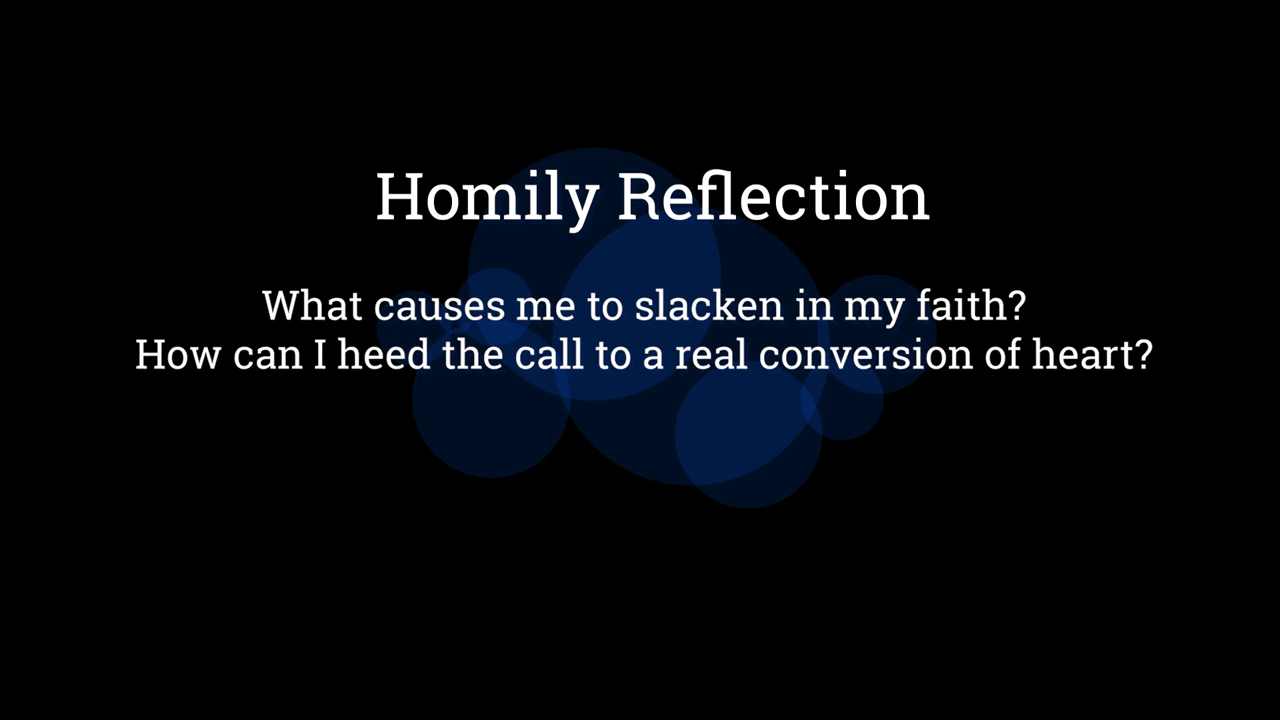 Homily Reflection
What causes me to slacken in my faith?
How can I heed the call to a real conversion of heart?